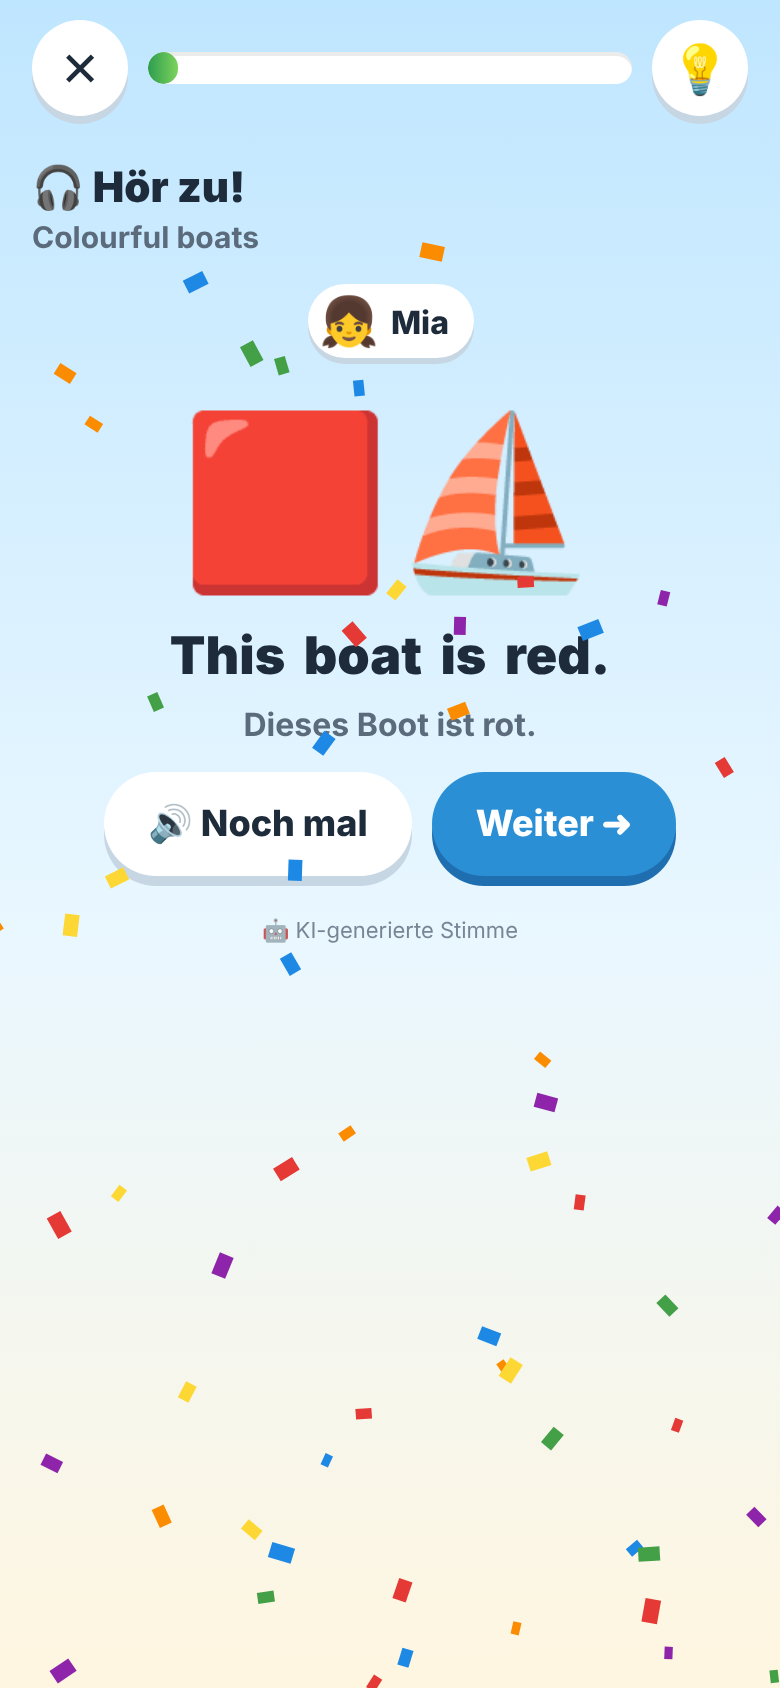 Hör zu!
Colourful boats
Mia
This boat is red.
Dieses Boot ist rot.
Noch mal
Weiter ➜
KI-generierte Stimme